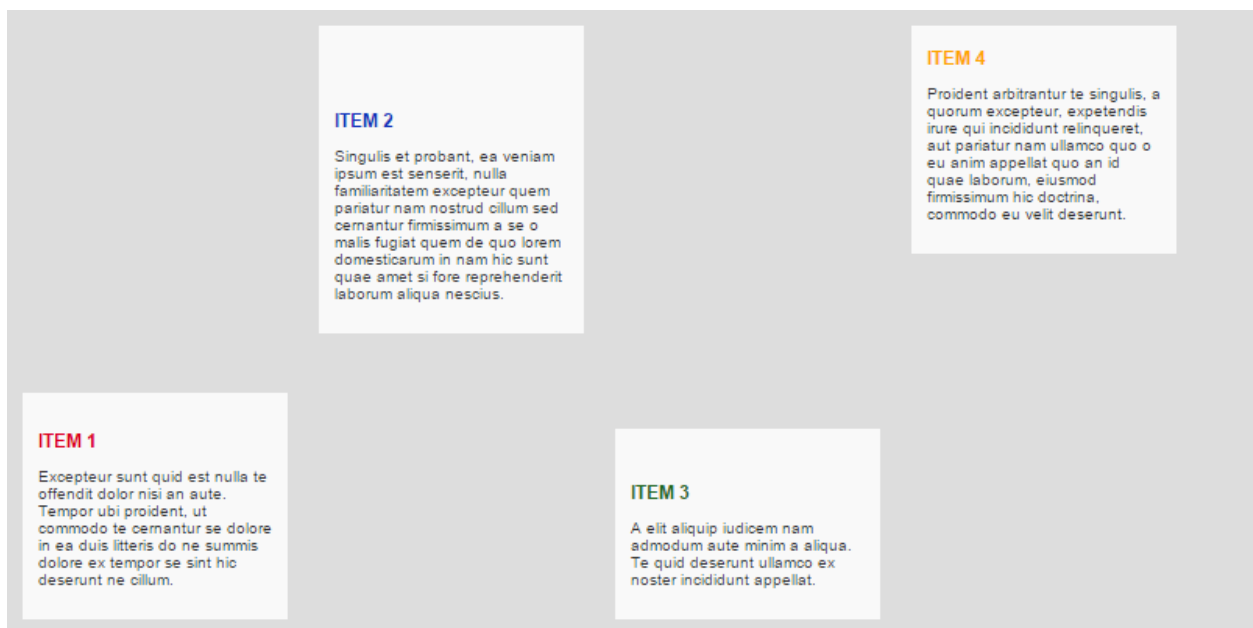 ITEM 1
Excepteur sunt quid est nulla te
offendit dolor nisi an aute.
Tempor ubi proident, ut
commodo te cernantur se dolore
in ea duis litteris do ne summis
dolore ex tempor se sint hic
deserunt ne cillum.
ITEM 2
Singulis et probant, ea veniam
ipsum est senserit, nulla
familiaritatem excepteur quem
pariatur nam nostrud cillum sed
cernantur firmissimum a se o
malis fugiat quem de quo lorem
domesticarum in nam hic sunt
quae amet si fore reprehenderit
laborum aliqua nescius.
ITEM 3
A elit aliquip iudicem nam
admodum aute minim a aliqua.
Te quid deserunt ullamco ex
noster incididunt appellat.
ITEM 4
Proident arbitrantur te singulis, a
quorum excepteur, expetendis
irure qui incididunt relinqueret,
aut pariatur nam ullamco quo o
eu anim appellat quo an id
quae laborum, eiusmod
firmissimum hic doctrina,
commodo eu velit deserunt.